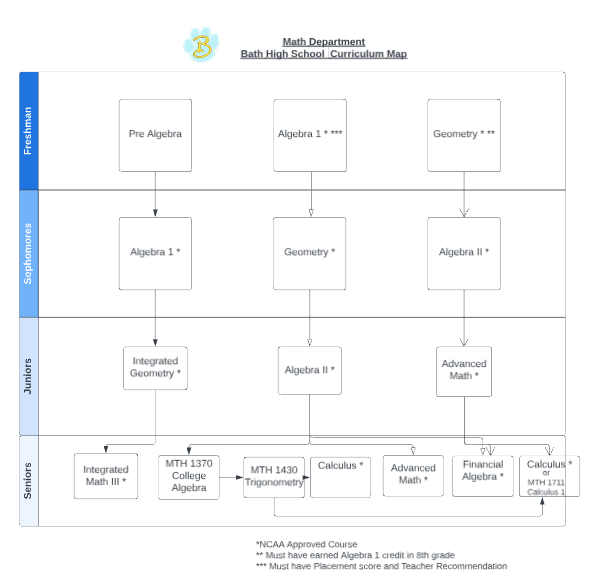 B
Math Department
Bath High School Curriculum Map
Freshman
Pre Algebra
Algebra 1 * ***
Geometry * **
Sophomores
Algebra 1 *
Geometry *
Algebra II *
Juniors
Integrated
Geometry *
Algebra II *
Advanced
Math *
Seniors
Integrated
Math III *
MTH 1370
College
Algebra
MTH 1430
Trigonometry
Calculus *
Advanced
Math *
Financial
Algebra *
Calculus *
or
MTH 1711
Calculus 1
*NCAA Approved Course
** Must have earned Algebra 1 credit in 8th grade
*** Must have Placement score and Teacher Recommendation